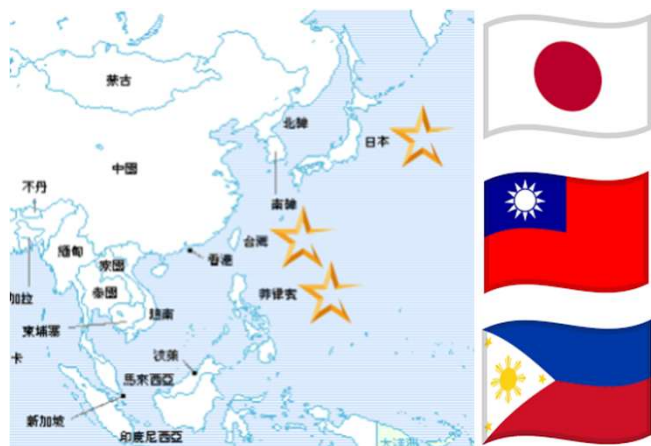 蒙古
北韓
日本
中國
不丹
南韓
緬甸
台灣
香港
寮國
加拉
泰國
菲律賓
越南
柬埔寨
卡
汶萊
馬來西亞
新加坡
印度尼西亞